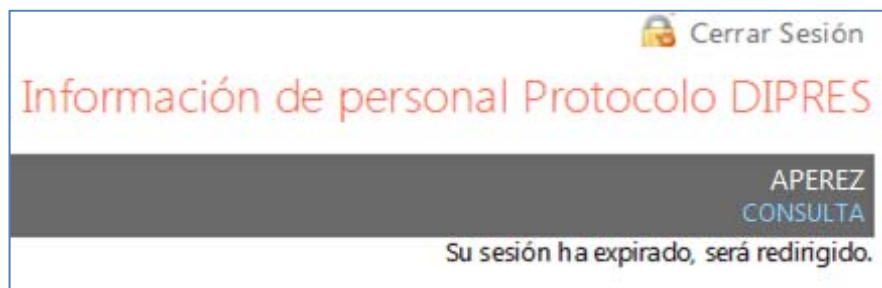 Cerrar Sesión
Información de personal Protocolo DIPRES
APEREZ
CONSULTA
Su sesión ha expirado, será redirigido.